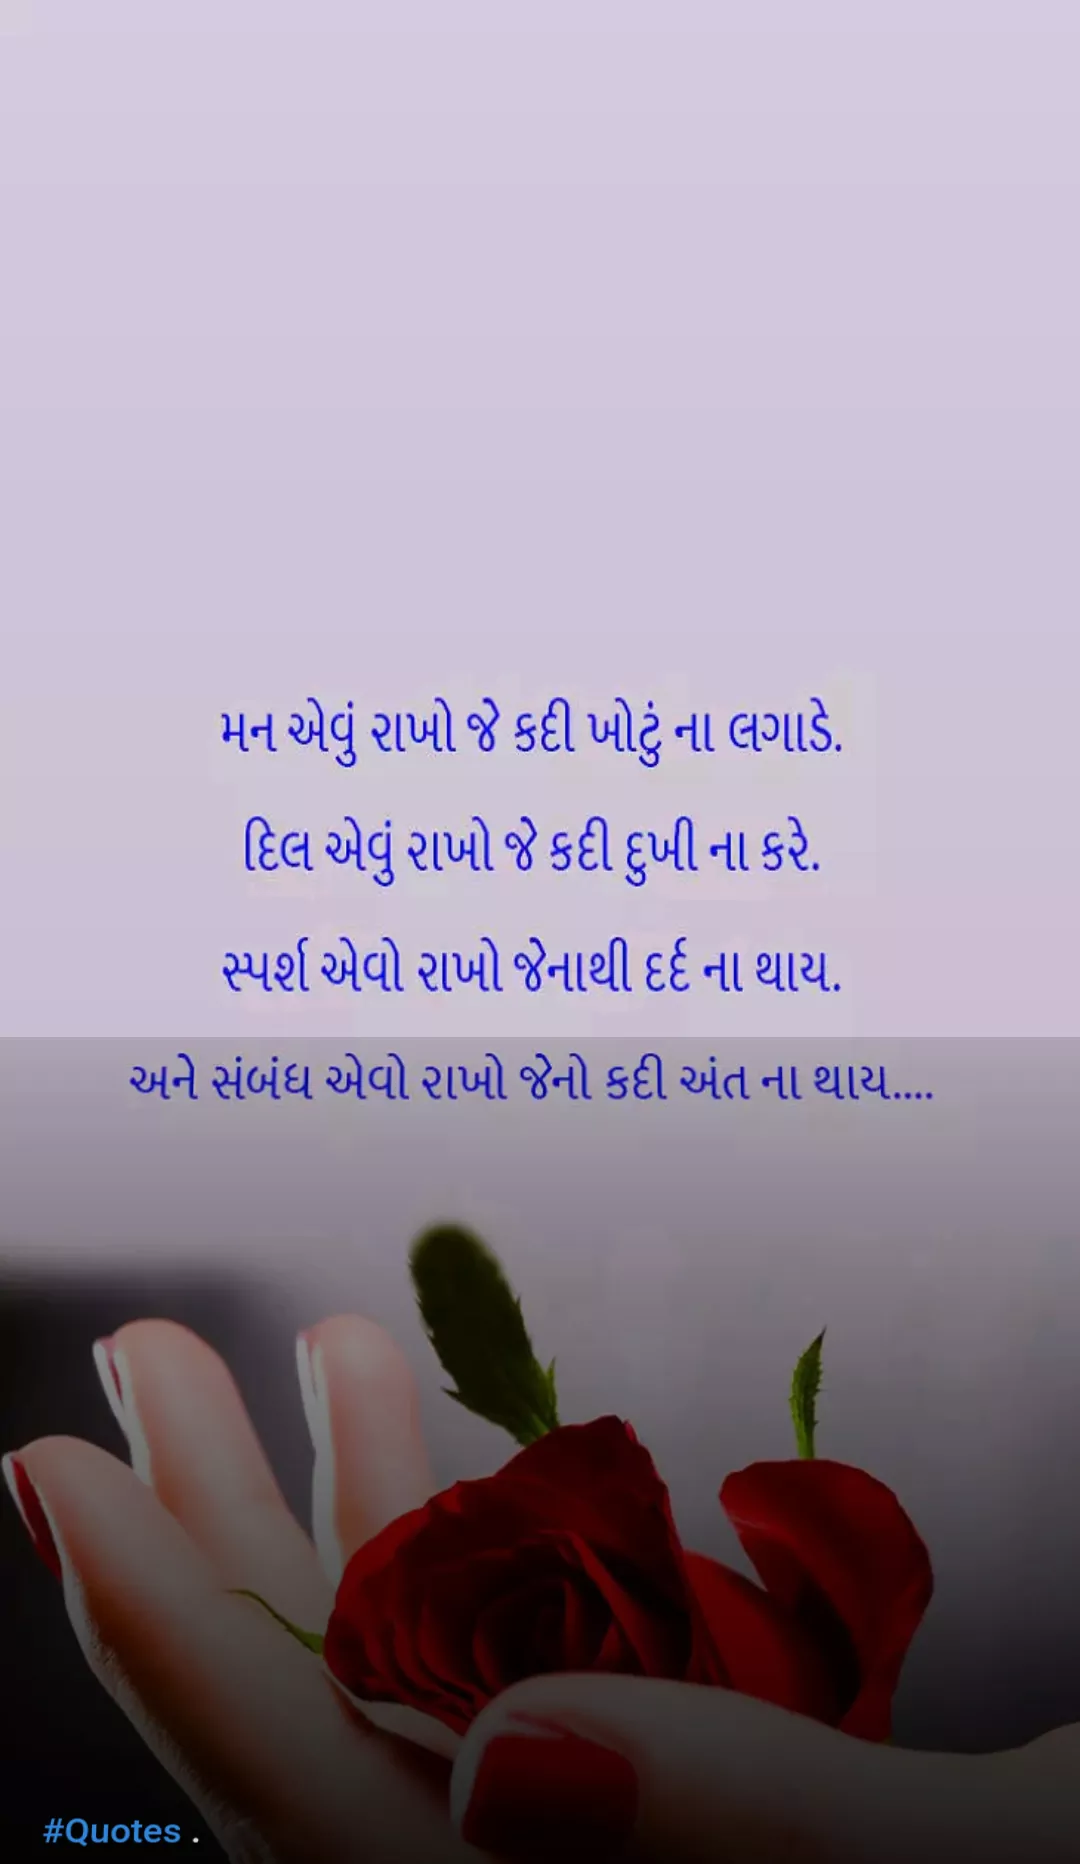 મન એવું રાખો જે કદી ખોટું ના લગાડે.
દિલ એવું રાખો જે કદી દુખી ના કરે.
સ્પર્શ એવો રાખો જેનાથી દર્દ ના થાય.
અને સંબંધ એવો રાખો જેનો કદી અંત ના થાય....
#Quotes .